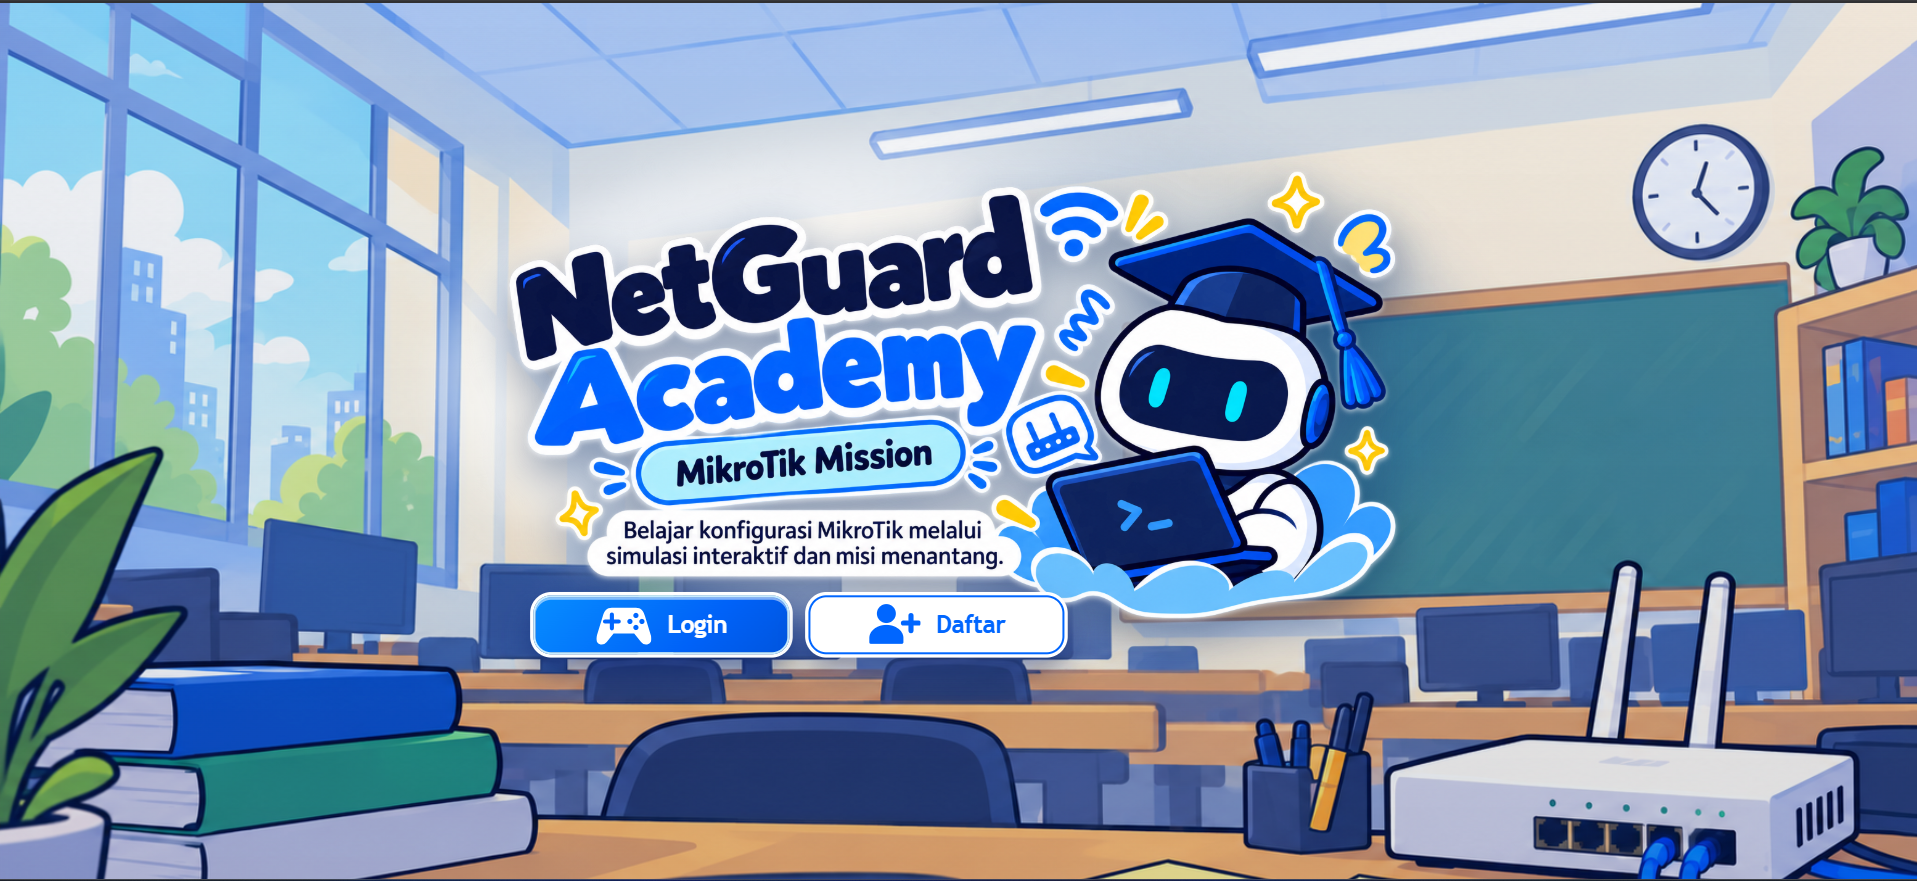 NetGuard
Academy
MikroTik Mission
Belajar konfigurasi MikroTik melalui
simulasi interaktif dan misi menantang.
Login
Daftar